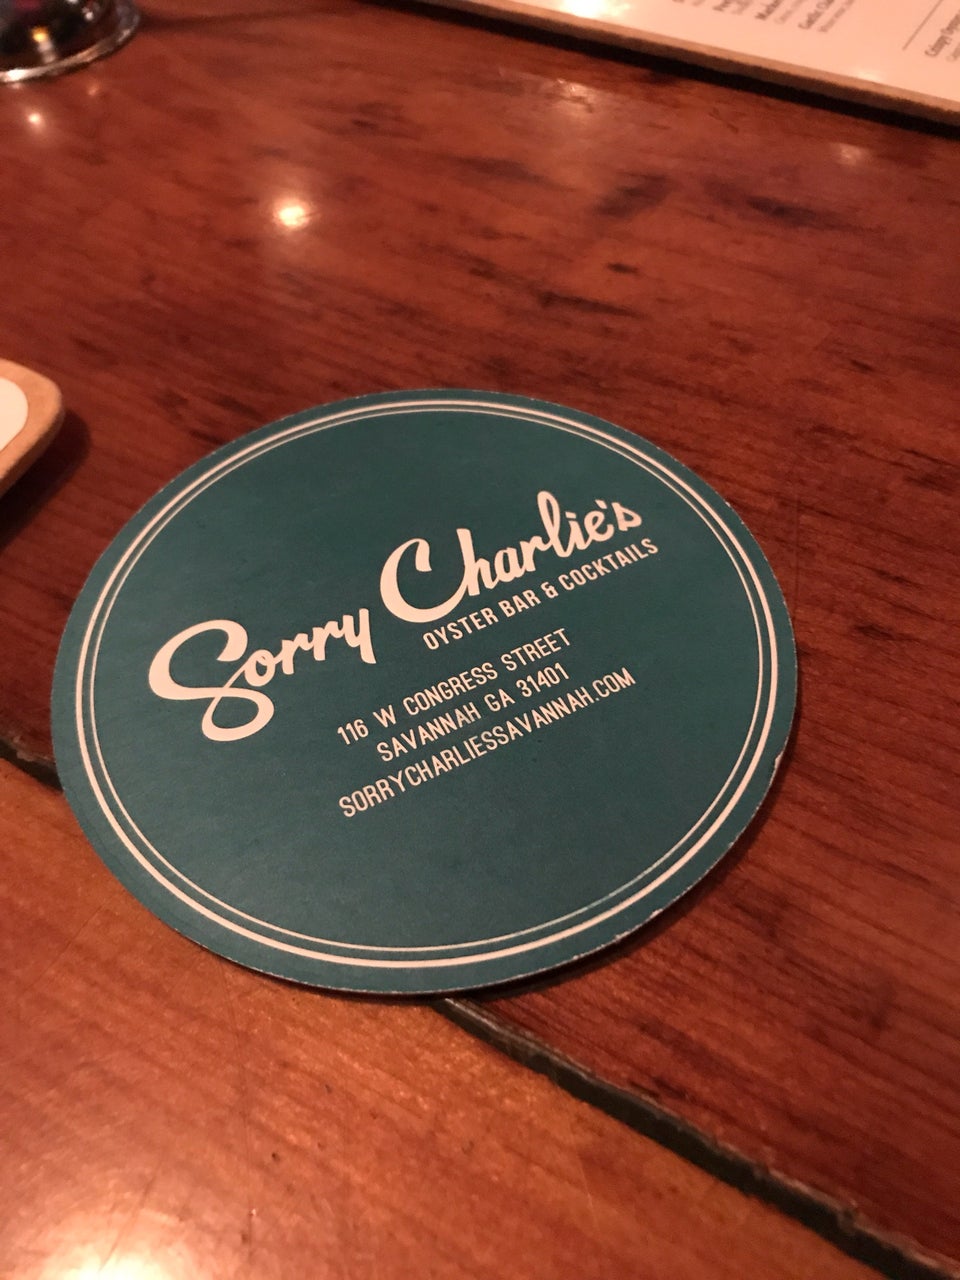 Sorry Charlie's
OYSTER BAR & COCKTAILS
116 W CONGRESS STREET
SAVANNAH GA 31401
SORRYCHARLIESSAVANNAH.COM